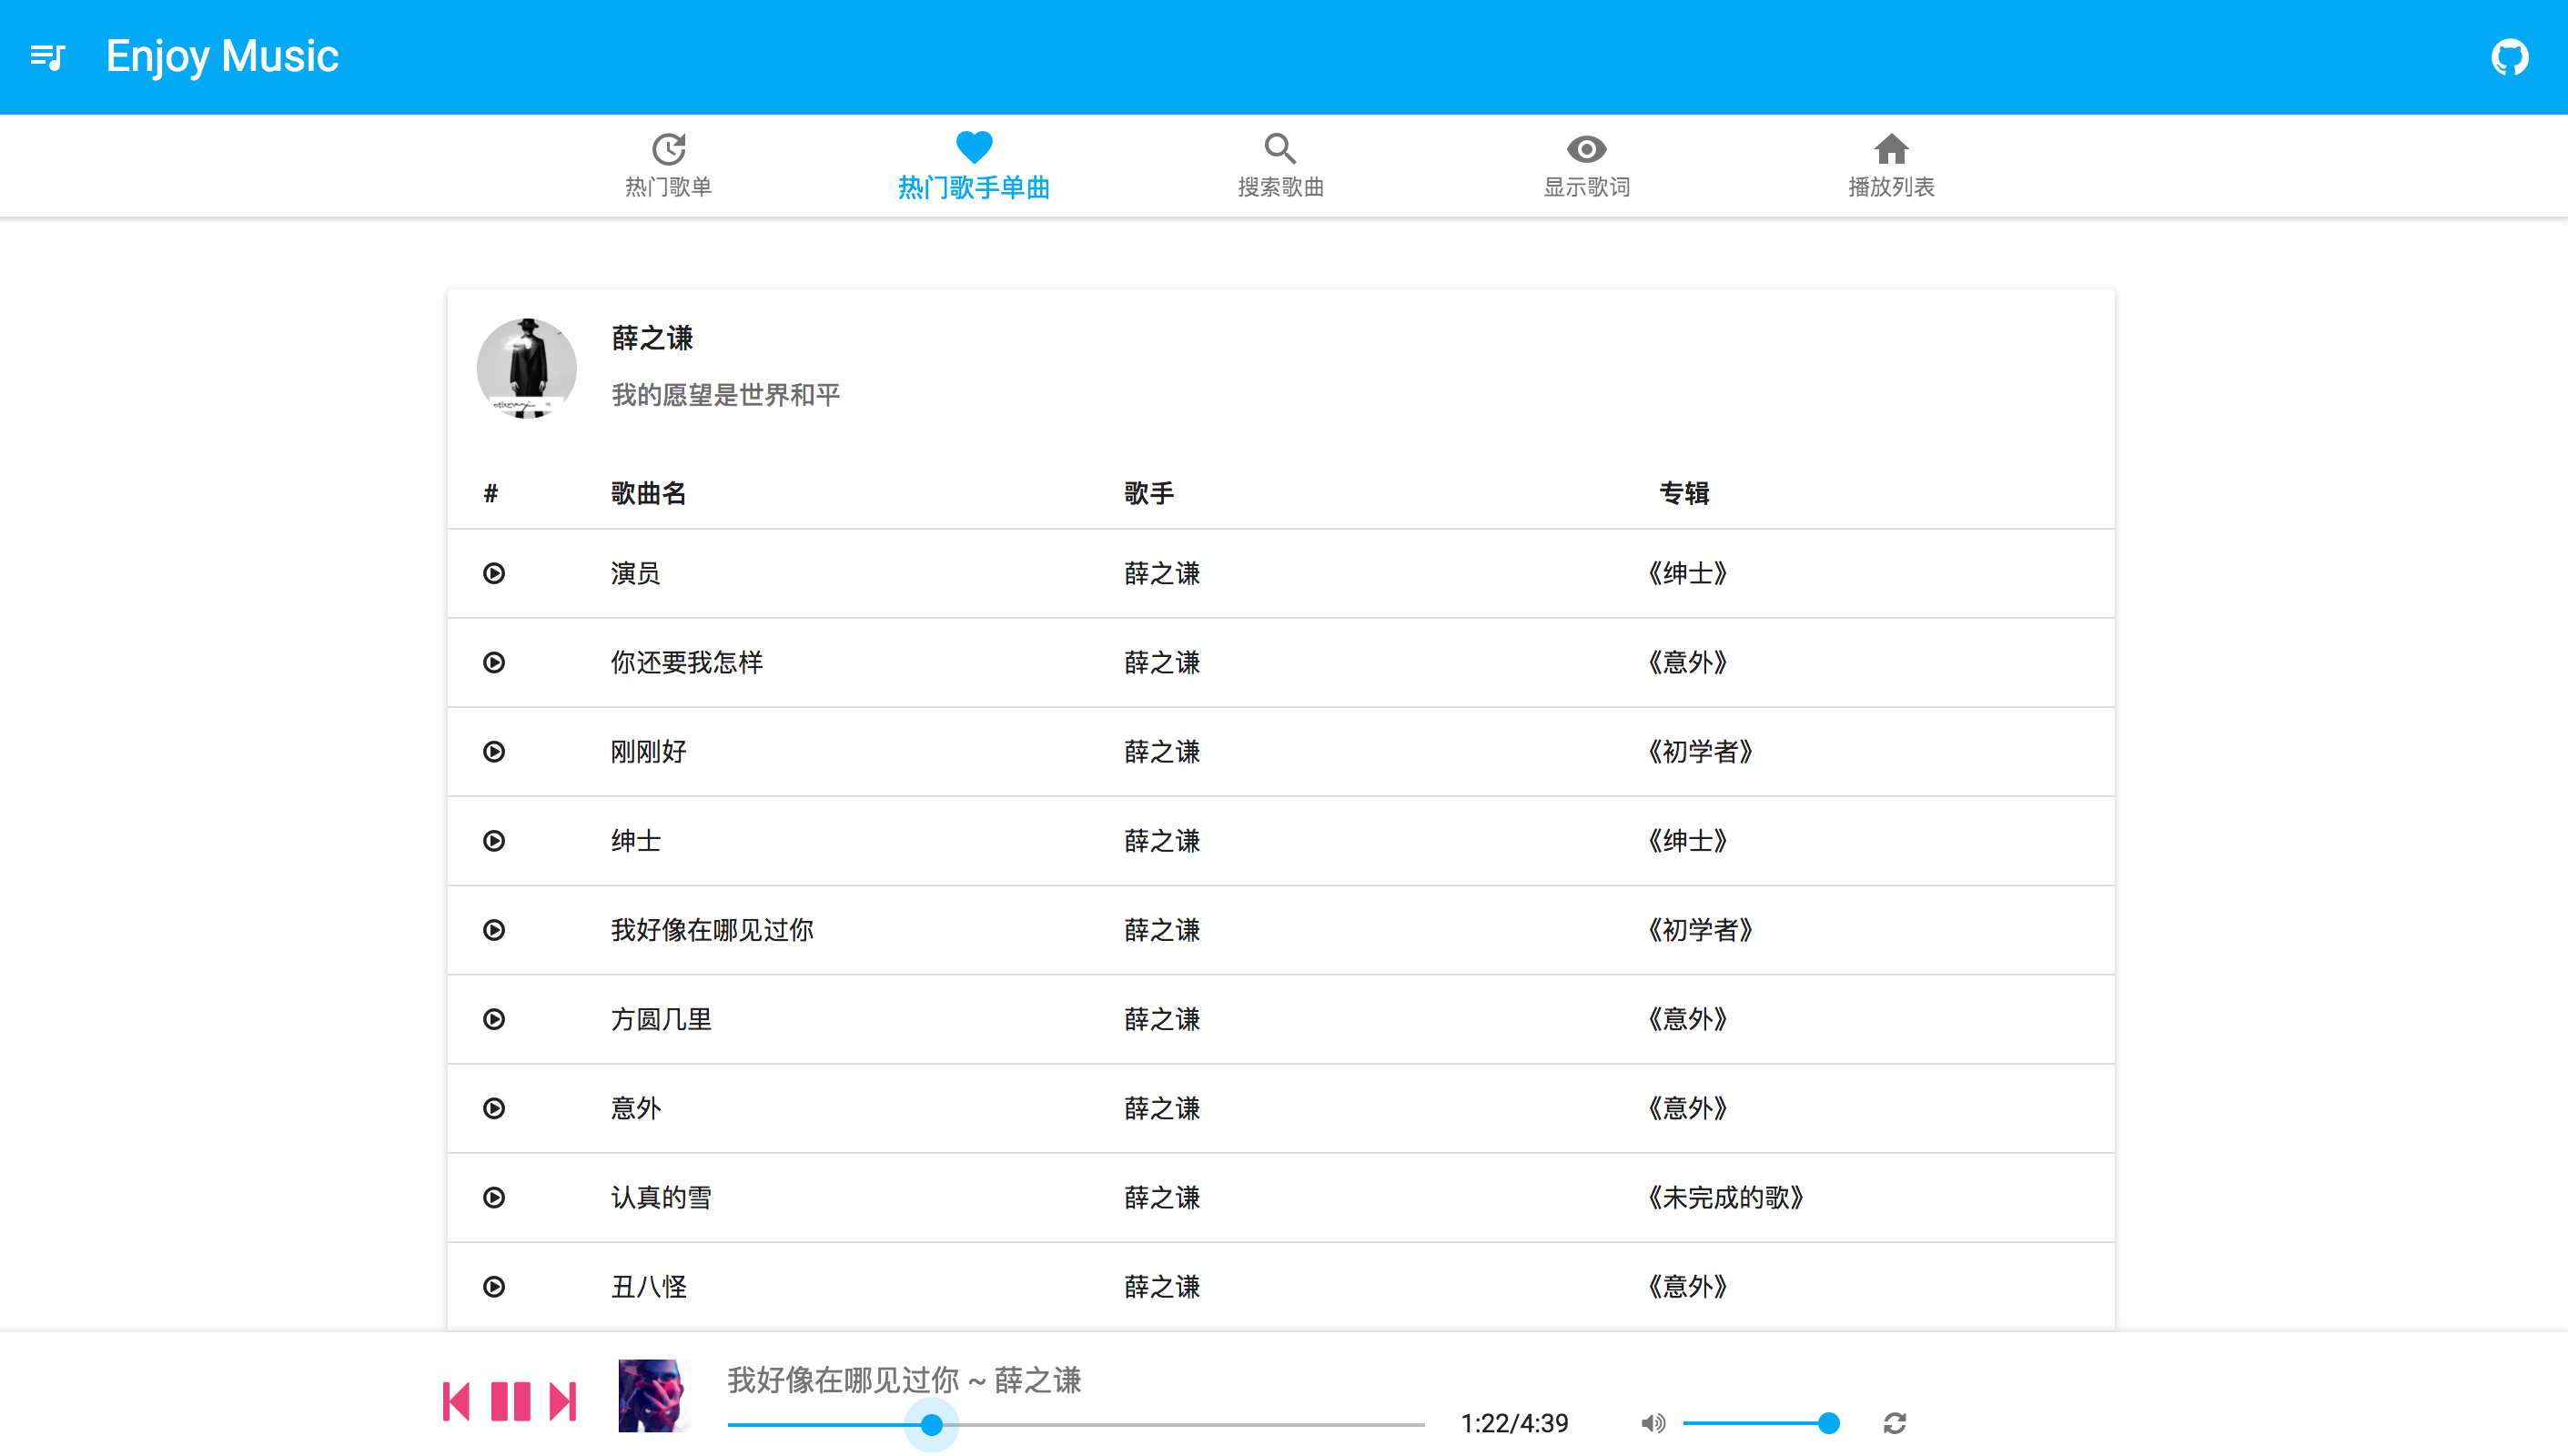 Enjoy Music
热门歌单 热门歌手单曲 搜索歌曲 显示歌词 播放列表
薛之谦
我的愿望是世界和平
# 歌曲名 歌手 专辑
演员 薛之谦 《绅士》
你还要我怎样 薛之谦 《意外》
刚刚好 薛之谦 《初学者》
绅士 薛之谦 《绅士》
我好像在哪见过你 薛之谦 《初学者》
方圆几里 薛之谦 《意外》
意外 薛之谦 《意外》
认真的雪 薛之谦 《未完成的歌》
丑八怪 薛之谦 《意外》
我好像在哪见过你 ~ 薛之谦
1:22/4:39